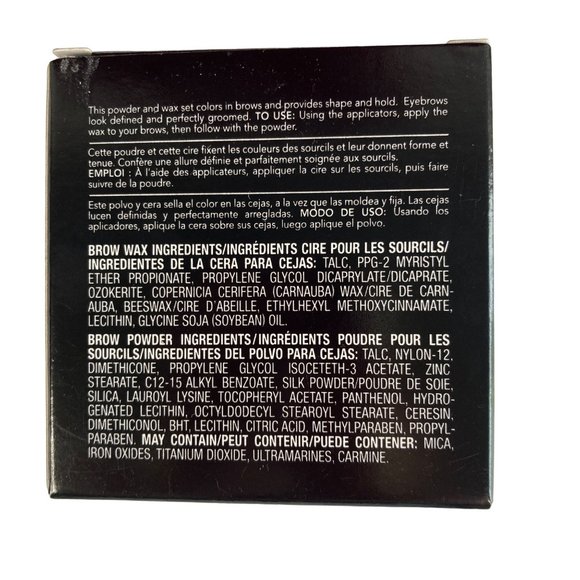 This powder and wax set colors in brows and provides shape and hold. Eyebrows
look defined and perfectly groomed. TO USE: Using the applicators, apply the
wax to your brows, then follow with the powder.
Cette poudre et cette cire fixent les couleurs des sourcils et leur donnent forme et
tenue. Confère une allure définie et parfaitement soignée aux sourcils.
EMPLOI : À l'aide des applicateurs, appliquer la cire sur les sourcils, puis faire
suivre de la poudre.
Este polvo y cera sella el color en las cejas, a la vez que las moldea y fija. Las cejas
lucen definidas y perfectamente arregladas. MODO DE USO: Usando los
aplicadores, aplique la cera sobre sus cejas, luego aplique el polvo.
BROW WAX INGREDIENTS/INGRÉDIENTS CIRE POUR LES SOURCILS/
INGREDIENTES DE LA CERA PARA CEJAS: TALC, PPG-2 MYRISTYL
ETHER PROPIONATE, PROPYLENE GLYCOL DICAPRYLATE/DICAPRATE,
OZOKERITE, COPERNICIA CERIFERA (CARNAUBA) WAX/CIRE DE CAR-
NAUBA, BEESWAX/CIRE D'ABEILLE, ETHYLHEXYL METHOXYCINNAMATE,
LECITHIN, GLYCINE SOJA (SOYBEAN) OIL.
BROW POWDER INGREDIENTS/INGRÉDIENTS POUDRE POUR LES
SOURCILS/INGREDIENTES DEL POLVO PARA CEJAS: TALC, NYLON-12,
DIMETHICONE, PROPYLENE GLYCOL ISOCETETH-3 ACETATE, ZINC
STEARATE, C12-15 ALKYL BENZOATE, SILK POWDER/POUDRE DE SOIE,
SILICA, LAUROYL LYSINE, TOCOPHERYL ACETATE, PANTHENOL, HYDRO-
GENATED LECITHIN, OCTYLDODECYL STEAROYL STEARATE, CERESIN,
DIMETHICONOL, BHT, LECITHIN, CITRIC ACID, METHYLPARABEN, PROPYL-
PARABEN. MAY CONTAIN/PEUT CONTENIR/PUEDE CONTENER: MICA,
IRON OXIDES, TITANIUM DIOXIDE, ULTRAMARINES, CARMINE.